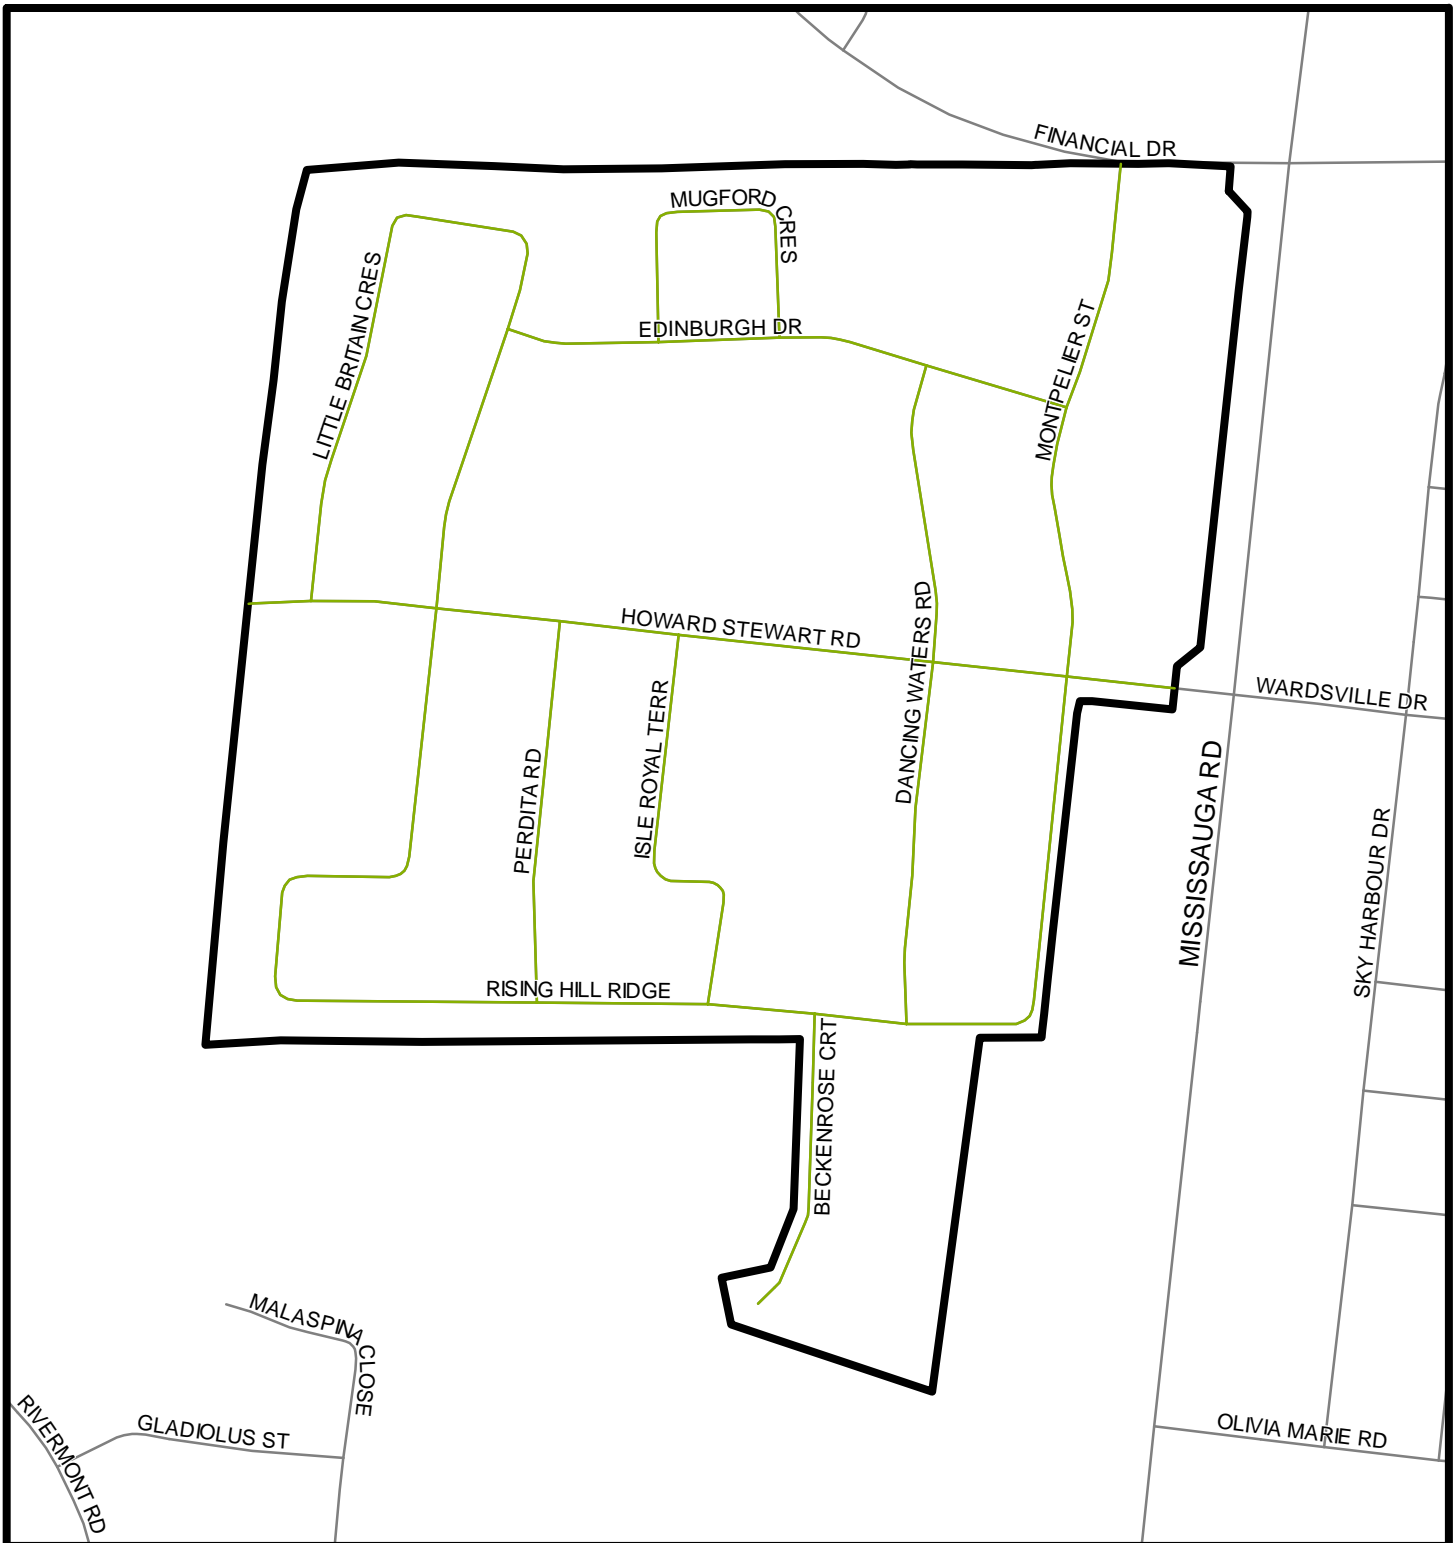 FINANCIAL DR
MUGFORD CRES
LITTLE BRITAIN CRES
EDINBURGH DR
MONTPELIER ST
HOWARD STEWART RD
DANCING WATERS RD
WARDSVILLE DR
PERDITA RD
ISLE ROYAL TERR
MISSISSAUGA RD
SKY HARBOUR DR
RISING HILL RIDGE
BECKENROSE CRT
MALASPINA CLOSE
GLADIOLUS ST
RIVERMONT RD
OLIVIA MARIE RD